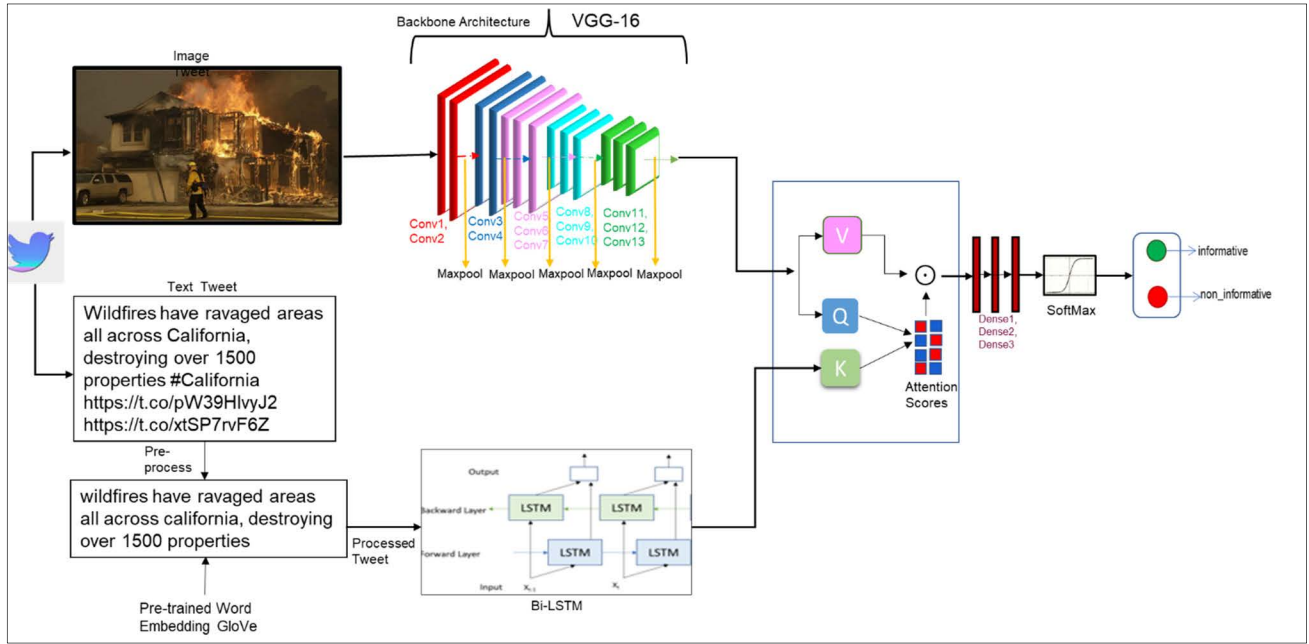 Backbone Architecture
VGG-16
Image
Tweet
Conv1,
Conv2
Conv3
Conv4
Conv5
Conv6
Conv7
Conv8,
Conv9,
Conv10
Conv11,
Conv12,
Conv13
Maxpool
Maxpool
Maxpool
Maxpool
Maxpool
Text Tweet
Wildfires have ravaged areas
all across California,
destroying over 1500
properties #California
https://t.co/pW39HlvyJ2
https://t.co/xtSP7rvF6Z
Pre-
process
wildfires have ravaged areas
all across california, destroying
over 1500 properties
Processed
Tweet
Pre-trained Word
Embedding GloVe
Output
Backward Layer
LSTM
LSTM
Forward Layer
LSTM
LSTM
Input
Xₜ
Bi-LSTM
V
Q
K
Attention
Scores
Dense1,
Dense2,
Dense3
SoftMax
informative
non_informative